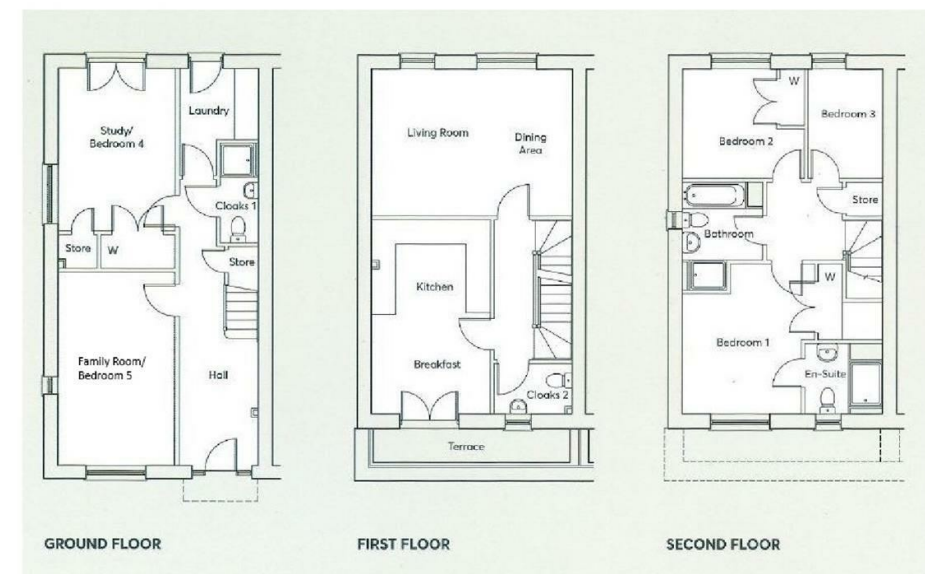 Laundry
Study/
Bedroom 4
Cloaks 1
Store
W
Store
Family Room/
Bedroom 5
Hall
GROUND FLOOR
Living Room
Dining
Area
Kitchen
Breakfast
Cloaks 2
Terrace
FIRST FLOOR
W
Bedroom 3
Bedroom 2
Store
Bathroom
W
Bedroom 1
En-Suite
SECOND FLOOR